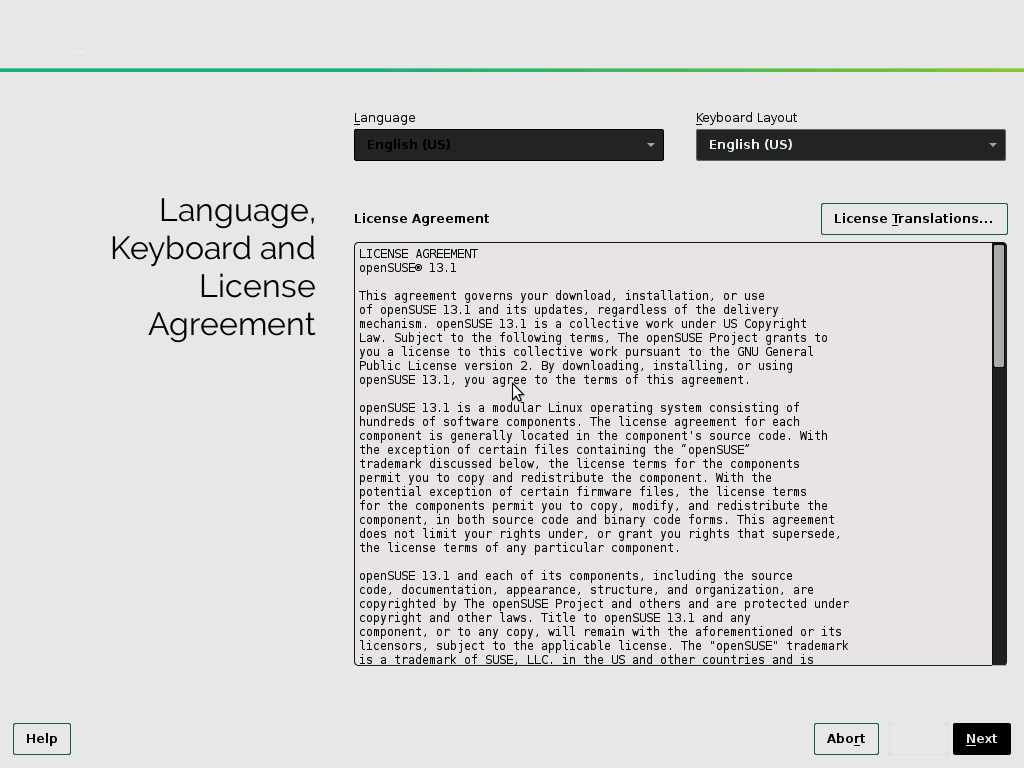 Language
Keyboard Layout
English (US)
English (US)
Language,
Keyboard and
License
Agreement
License Agreement
License Translations...
LICENSE AGREEMENT
openSUSE® 13.1
This agreement governs your download, installation, or use
of openSUSE 13.1 and its updates, regardless of the delivery
mechanism. openSUSE 13.1 is a collective work under US Copyright
Law. Subject to the following terms, The openSUSE Project grants to
you a license to this collective work pursuant to the GNU General
Public License version 2. By downloading, installing, or using
openSUSE 13.1, you agree to the terms of this agreement.
openSUSE 13.1 is a modular Linux operating system consisting of
hundreds of software components. The license agreement for each
component is generally located in the component's source code. With
the exception of certain files containing the “openSUSE”
trademark discussed below, the license terms for the components
permit you to copy and redistribute the component. With the
potential exception of certain firmware files, the license terms
for the components permit you to copy, modify, and redistribute the
component, in both source code and binary code forms. This agreement
does not limit your rights under, or grant you rights that supersede,
the license terms of any particular component.
openSUSE 13.1 and each of its components, including the source
code, documentation, appearance, structure, and organization, are
copyrighted by The openSUSE Project and others and are protected under
copyright and other laws. Title to openSUSE 13.1 and any
component, or to any copy, will remain with the aforementioned or its
licensors, subject to the applicable license. The "openSUSE" trademark
is a trademark of SUSE, LLC. in the US and other countries and is
Help
Abort
Next